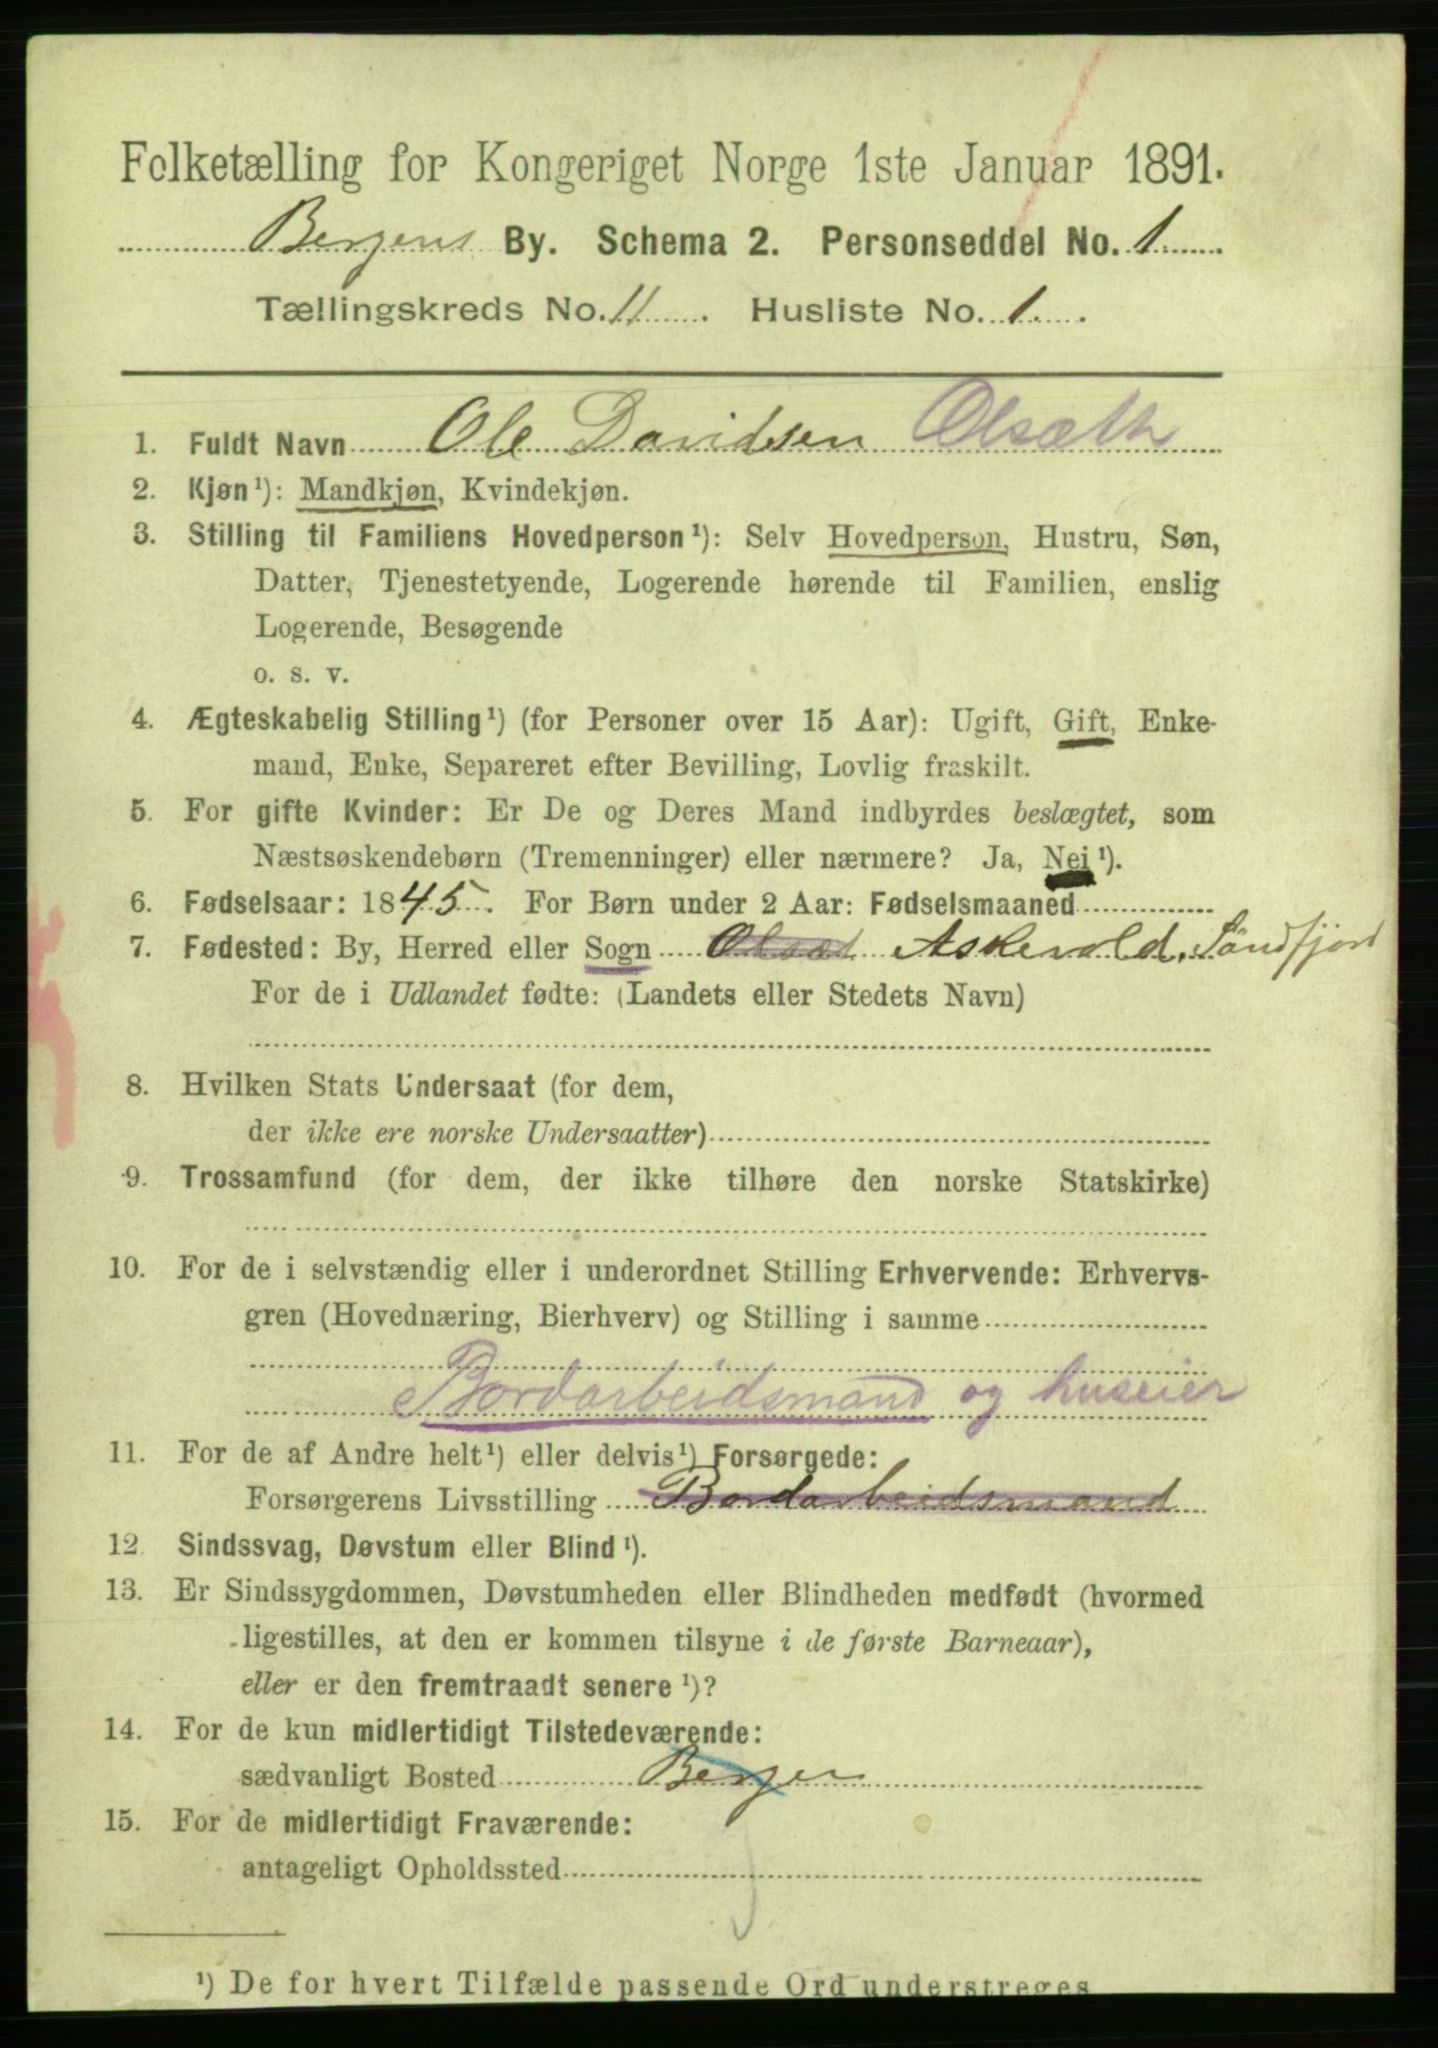 Folketælling for Kongeriget Norge 1ste Januar 1891.
Bergens By. Schema 2. Personseddel No. 1
Tællingskreds No. 11. Husliste No. 1.
1. Fuldt Navn Ole Davidsen Olsæth
2. Kjøn¹): Mandkjøn, Kvindekjøn.
3. Stilling til Familiens Hovedperson¹): Selv Hovedperson, Hustru, Søn,
Datter, Tjenestetyende, Logerende hørende til Familien, enslig
Logerende, Besøgende
o. s. v.
4. Ægteskabelig Stilling¹) (for Personer over 15 Aar): Ugift, Gift, Enke-
mand, Enke, Separeret efter Bevilling, Lovlig fraskilt.
5. For gifte Kvinder: Er De og Deres Mand indbyrdes beslægtet, som
Næstsøskendebørn (Tremenninger) eller nærmere? Ja, Nei¹).
6. Fødselsaar: 1845. For Børn under 2 Aar: Fødselsmaaned
7. Fødested: By, Herred eller Sogn Olsæt Askevold, Søndfjord
For de i Udlandet fødte: (Landets eller Stedets Navn)
8. Hvilken Stats Undersaat (for dem,
der ikke ere norske Undersaatter)
9. Trossamfund (for dem, der ikke tilhøre den norske Statskirke)
10. For de i selvstændig eller i underordnet Stilling Erhvervende: Erhvervs-
gren (Hovednæring, Bierhverv) og Stilling i samme
Bordarbeidsmand og huseier
11. For de af Andre helt¹) eller delvis¹) Forsørgede:
Forsørgerens Livsstilling Bordarbeidsmand
12. Sindssvag, Døvstum eller Blind¹).
13. Er Sindssygdommen, Døvstumheden eller Blindheden medfødt (hvormed
ligestilles, at den er kommen tilsyne i de første Barneaar),
eller er den fremtraadt senere¹)?
14. For de kun midlertidigt Tilstedeværende:
sædvanligt Bosted Bergen
15. For de midlertidigt Fraværende:
antageligt Opholdssted
¹) De for hvert Tilfælde passende Ord understreges